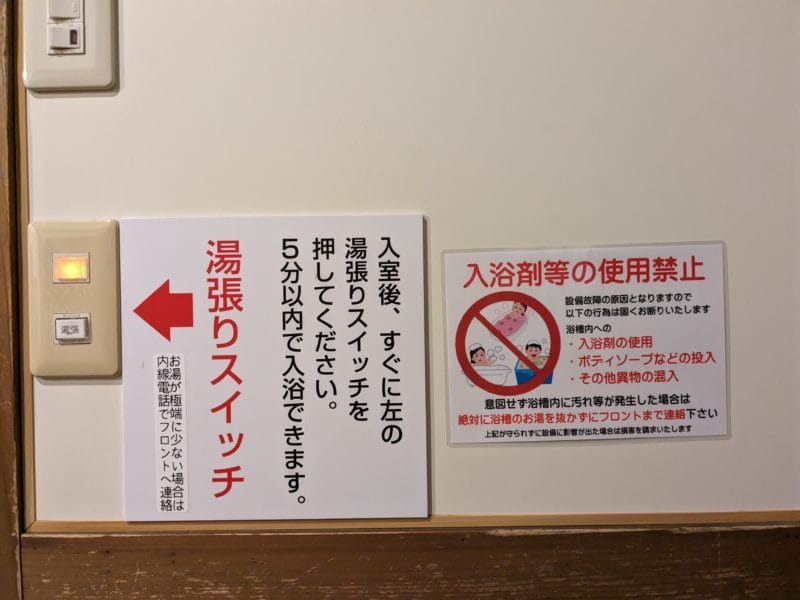 入室後、すぐに左の
湯張りスイッチを
押してください。
5分以内で入浴できます。
湯張りスイッチ
お湯が極端に少ない場合は
内線電話でフロントへ連絡
入浴剤等の使用禁止
設備故障の原因となりますので
以下の行為は固くお断りいたします
浴槽内への
・入浴剤の使用
・ボディソープなどの投入
・その他異物の混入
意図せず浴槽内に汚れ等が発生した場合は
絶対に浴槽のお湯を抜かずにフロントまで連絡下さい
上記が守られずに設備に影響が出た場合は損害を請求いたします